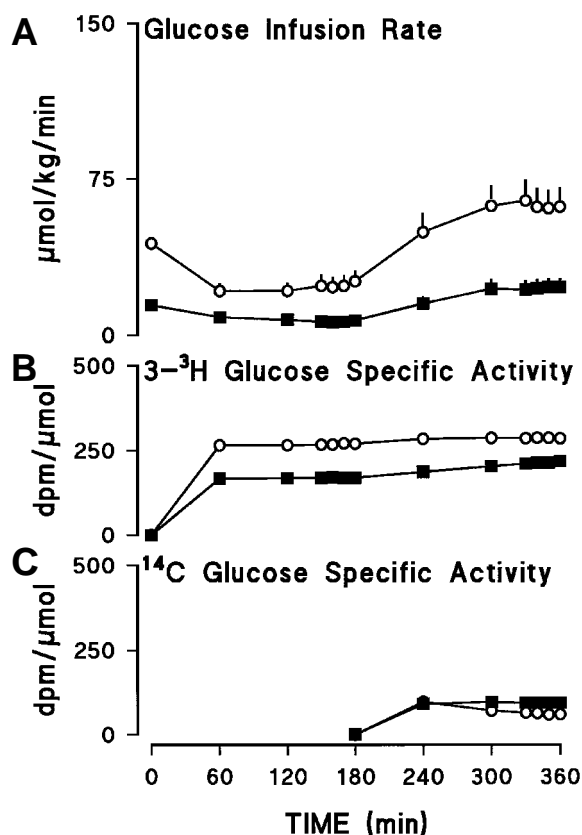 A
150
Glucose Infusion Rate
75
0
µmol/kg/min
B
500
3-³H Glucose Specific Activity
250
0
dpm/µmol
C
500
¹⁴C Glucose Specific Activity
250
0
dpm/µmol
0 60 120 180 240 300 360
TIME (min)